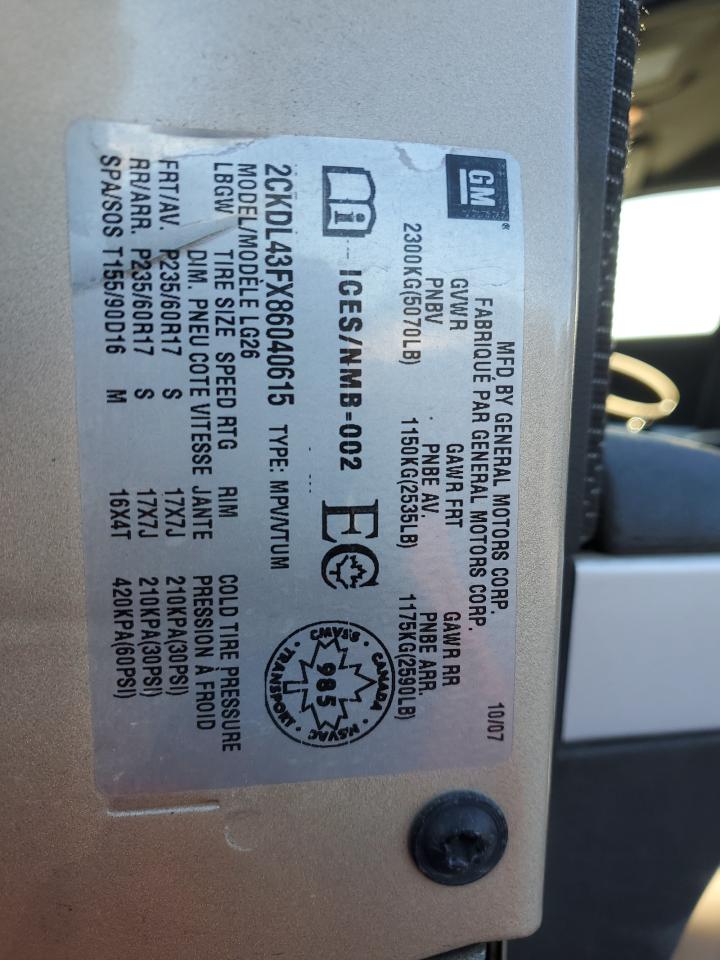 GM
MFD BY GENERAL MOTORS CORP. 10/07
FABRIQUÉ PAR GENERAL MOTORS CORP.
GVWR GAWR FRT GAWR RR
PNBV PNBE AV. PNBE ARR.
2300KG(5070LB) 1150KG(2535LB) 1175KG(2590LB)
i ICES/NMB-002 EC
CANADA · NSVAC · TRANSPORT · CMVSS ·
985
T
2CKDL43FX86040615 TYPE: MPV/VTUM
MODEL/MODÈLE LG26
LBGW TIRE SIZE SPEED RTG RIM COLD TIRE PRESSURE
DIM. PNEU COTE VITESSE JANTE PRESSION À FROID
FRT/AV. P235/60R17 S 17X7J 210KPA(30PSI)
RR/ARR. P235/60R17 S 17X7J 210KPA(30PSI)
SPA/SOS T155/90D16 M 16X4T 420KPA(60PSI)